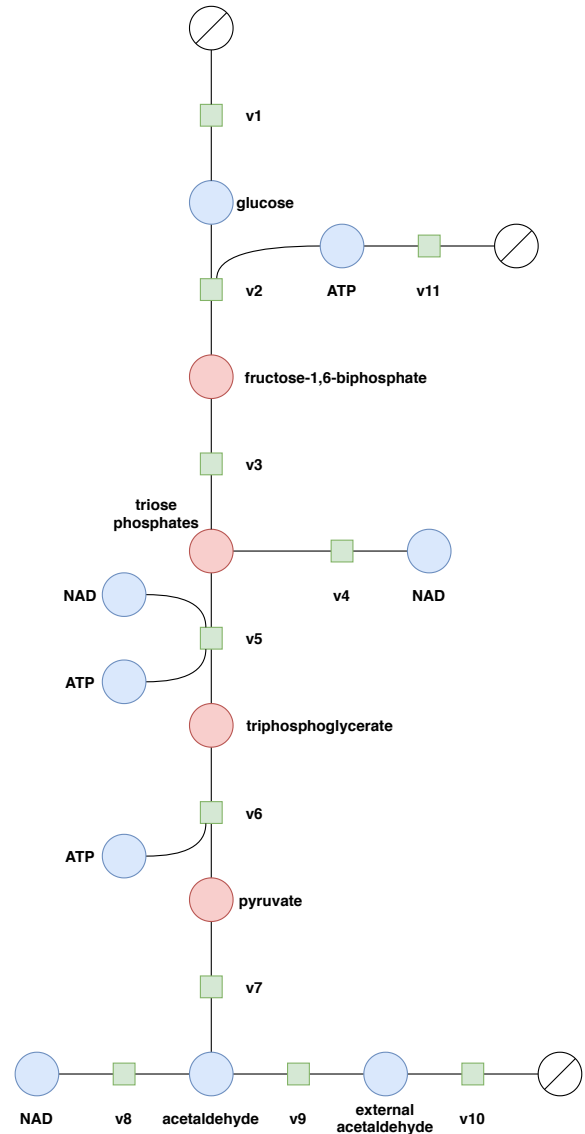 v1
glucose
v2
ATP
v11
fructose-1,6-biphosphate
v3
triose
phosphates
v4
NAD
NAD
v5
ATP
triphosphoglycerate
v6
ATP
pyruvate
v7
NAD
v8
acetaldehyde
v9
external
acetaldehyde
v10